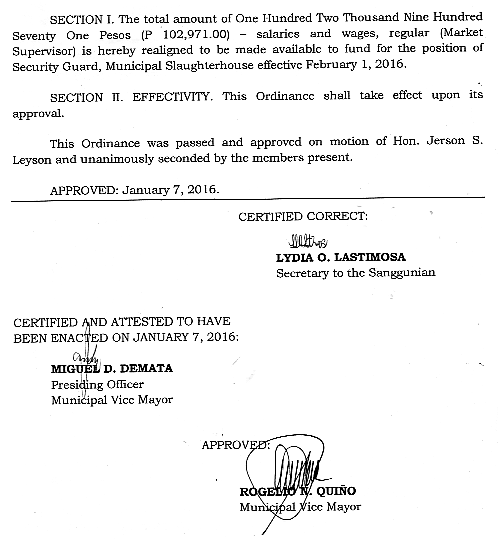 SECTION I. The total amount of One Hundred Two Thousand Nine Hundred
Seventy One Pesos (P 102,971.00) – salaries and wages, regular (Market
Supervisor) is hereby realigned to be made available to fund for the position of
Security Guard, Municipal Slaughterhouse effective February 1, 2016.
SECTION II. EFFECTIVITY. This Ordinance shall take effect upon its
approval.
This Ordinance was passed and approved on motion of Hon. Jerson S.
Leyson and unanimously seconded by the members present.
APPROVED: January 7, 2016.
CERTIFIED CORRECT:
LYDIA O. LASTIMOSA
Secretary to the Sanggunian
CERTIFIED AND ATTESTED TO HAVE
BEEN ENACTED ON JANUARY 7, 2016:
MIGUEL D. DEMATA
Presiding Officer
Municipal Vice Mayor
APPROVED:
ROGELIO N. QUIÑO
Municipal Vice Mayor